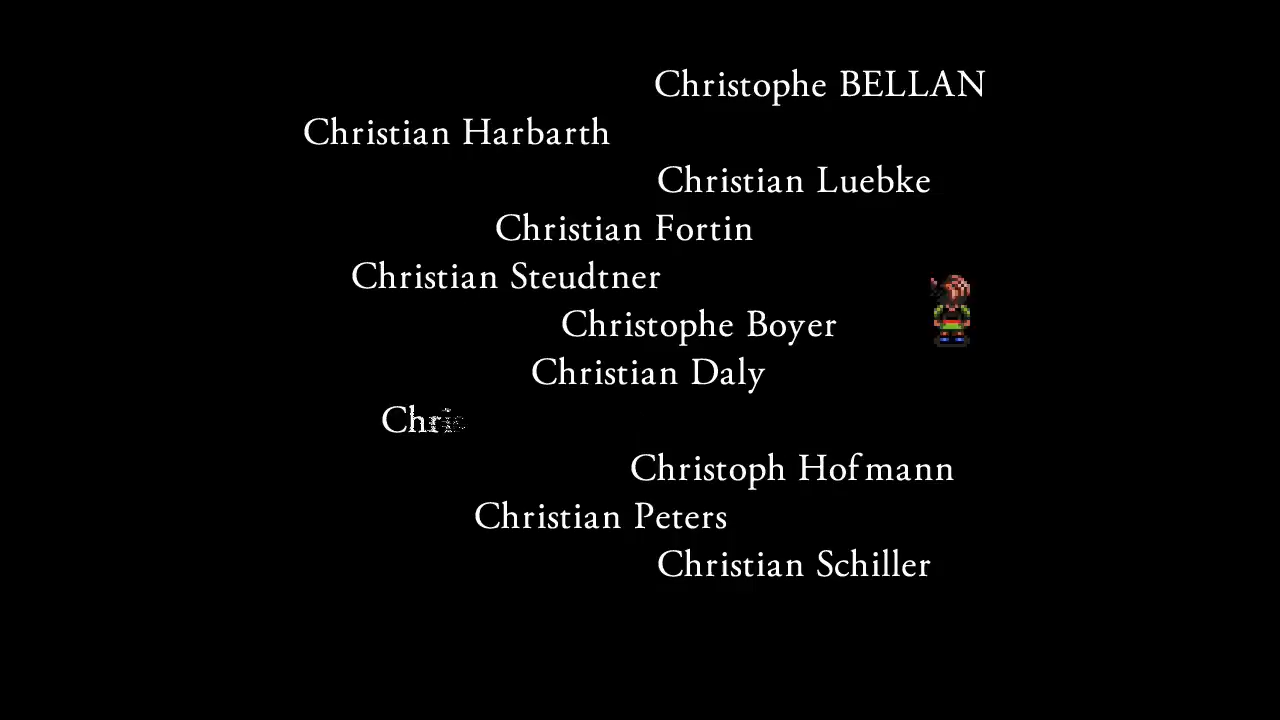 Christophe BELLAN
Christian Harbarth
Christian Luebke
Christian Fortin
Christian Steudtner
Christophe Boyer
Christian Daly
Christoph Hofmann
Christian Peters
Christian Schiller